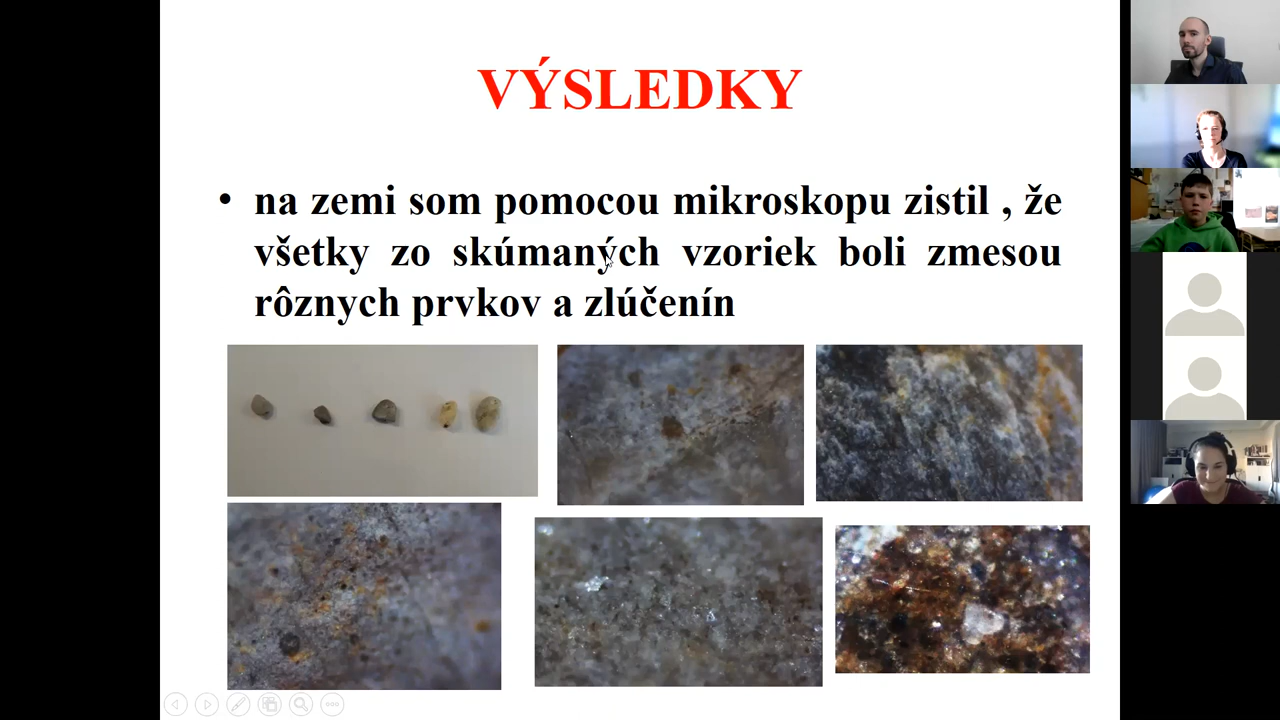 VÝSLEDKY
• na zemi som pomocou mikroskopu zistil , že
všetky zo skúmaných vzoriek boli zmesou
rôznych prvkov a zlúčenín